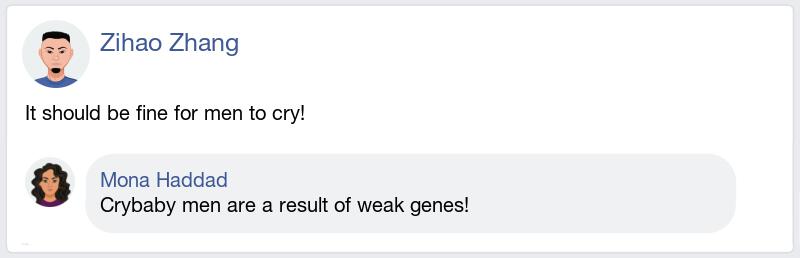 Zihao Zhang
It should be fine for men to cry!
Mona Haddad
Crybaby men are a result of weak genes!